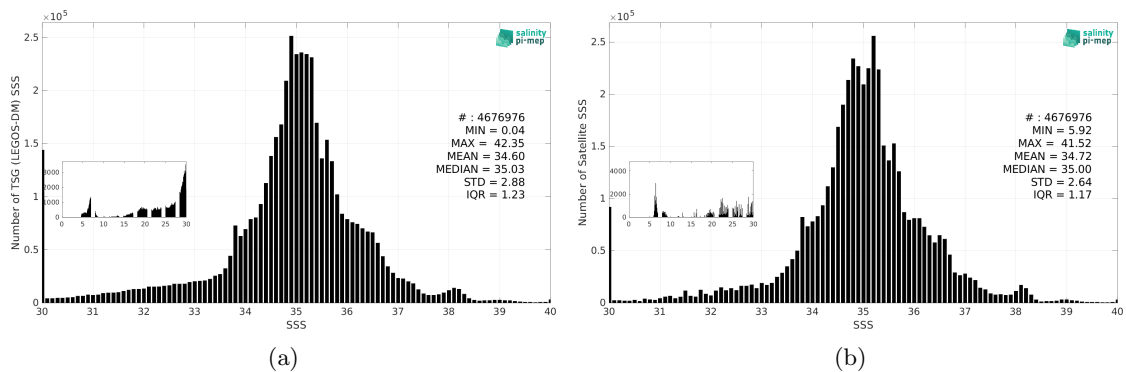 ×10⁵
2.5
2
1.5
1
0.5
0
30 31 32 33 34 35 36 37 38 39 40
SSS
Number of TSG (LEGOS-DM) SSS
salinity
pi-mep
# : 4676976
MIN = 0.04
MAX = 42.35
MEAN = 34.60
MEDIAN = 35.03
STD = 2.88
IQR = 1.23
3000
2000
1000
0
0 5 10 15 20 25 30
(a)
×10⁵
2.5
2
1.5
1
0.5
0
30 31 32 33 34 35 36 37 38 39 40
SSS
Number of Satellite SSS
salinity
pi-mep
# : 4676976
MIN = 5.92
MAX = 41.52
MEAN = 34.72
MEDIAN = 35.00
STD = 2.64
IQR = 1.17
4000
2000
0
0 5 10 15 20 25 30
(b)